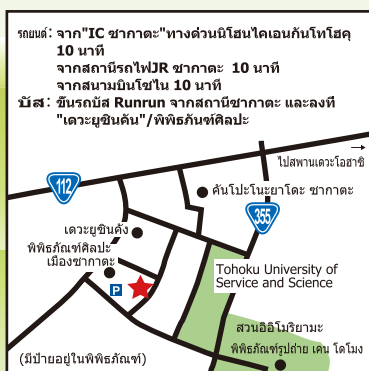 รถยนต์: จาก"IC ซากาตะ"ทางด่วนนิโฮนไคเอนกันโทโฮคุ
10 นาที
จากสถานีรถไฟJR ซากาตะ 10 นาที
จากสนามบินโชไน 10 นาที
บัส: ขึ้นรถบัส Runrun จากสถานีซากาตะ และลงที่
"เดวะยูซินคัน"/พิพิธภัณฑ์ศิลปะ
→
ไปสพานเดวะโอฮาชิ
112
คันโปะโนะยาโดะ ซากาตะ
355
เดวะยูซินคัง
พิพิธภัณฑ์ศิลปะ
เมืองซากาตะ
P
Tohoku University of
Service and Science
สวนอิอิโมริยามะ
พิพิธภัณฑ์รูปถ่าย เคน โดโมง
(มีป้ายอยู่ในพิพิธภัณฑ์)